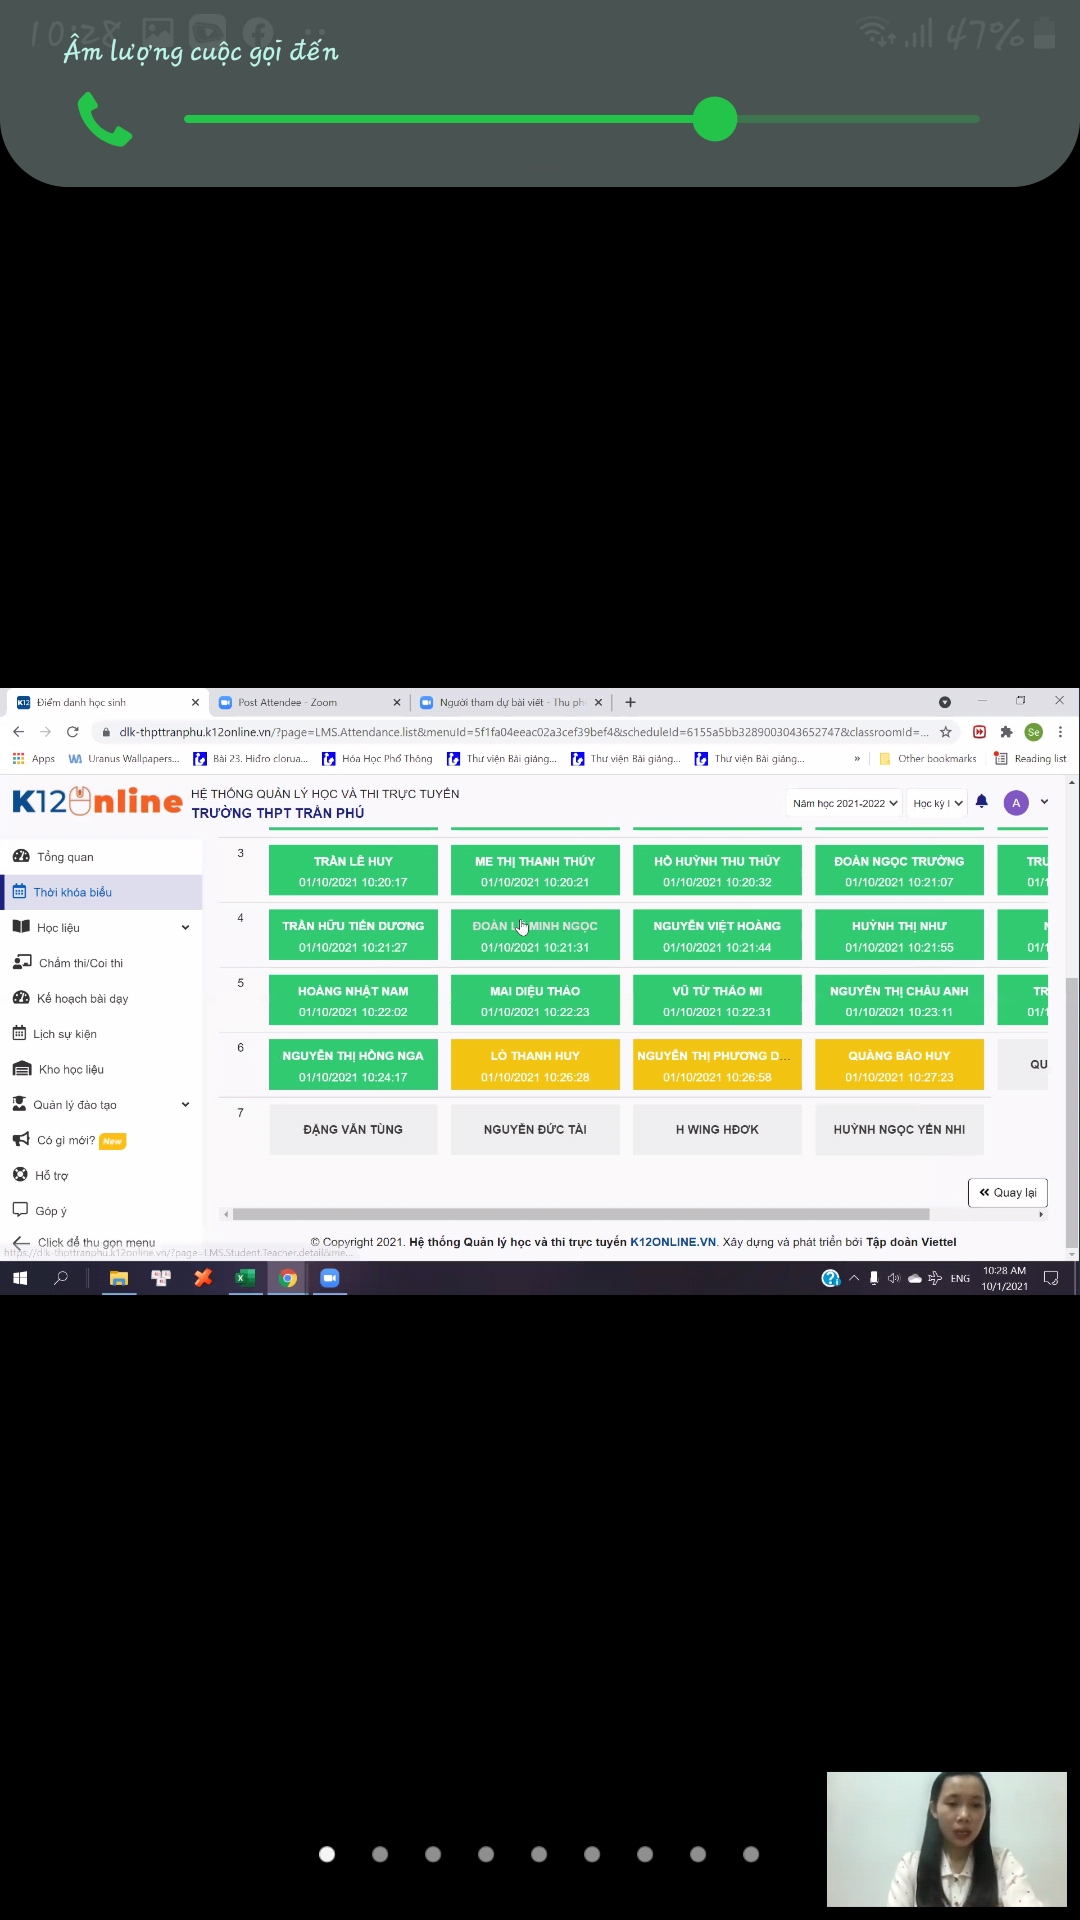 10:28
47%
Âm lượng cuộc gọi đến
Điểm danh học sinh
Post Attendee - Zoom
Người tham dự bài viết - Thu ph
dlk-thpttranphu.k12online.vn/?page=LMS.Attendance.list&menuId=5f1fa04eeac02a3cef39bef4&scheduleId=6155a5bb3289003043652747&classroomId=...
Se
Apps
Uranus Wallpapers...
Bài 23. Hiđro clorua...
Hóa Học Phổ Thông
Thư viện Bài giảng...
Thư viện Bài giảng...
Thư viện Bài giảng...
»
Other bookmarks
Reading list
K12Online
HỆ THỐNG QUẢN LÝ HỌC VÀ THI TRỰC TUYẾN
TRƯỜNG THPT TRẦN PHÚ
Năm học 2021-2022
Học kỳ I
A
Tổng quan
Thời khóa biểu
Học liệu
Chấm thi/Coi thi
Kế hoạch bài dạy
Lịch sự kiện
Kho học liệu
Quản lý đào tạo
Có gì mới? New
Hỗ trợ
Góp ý
Click để thu gọn menu
3
TRẦN LÊ HUY
01/10/2021 10:20:17
ME THỊ THANH THÚY
01/10/2021 10:20:21
HỒ HUỲNH THU THỦY
01/10/2021 10:20:32
ĐOÀN NGỌC TRƯỜNG
01/10/2021 10:21:07
TRU
01/1
4
TRẦN HỮU TIẾN DƯƠNG
01/10/2021 10:21:27
ĐOÀN L MINH NGỌC
01/10/2021 10:21:31
NGUYỄN VIỆT HOÀNG
01/10/2021 10:21:44
HUỲNH THỊ NHƯ
01/10/2021 10:21:55
N
01/1
5
HOÀNG NHẬT NAM
01/10/2021 10:22:02
MAI DIỆU THẢO
01/10/2021 10:22:23
VŨ TỪ THẢO MI
01/10/2021 10:22:31
NGUYỄN THỊ CHÂU ANH
01/10/2021 10:23:11
TR
01/1
6
NGUYỄN THỊ HỒNG NGA
01/10/2021 10:24:17
LÒ THANH HUY
01/10/2021 10:26:28
NGUYỄN THỊ PHƯƠNG D...
01/10/2021 10:26:58
QUÀNG BẢO HUY
01/10/2021 10:27:23
QU
7
ĐẶNG VĂN TÙNG
NGUYỄN ĐỨC TÀI
H WING HĐƠK
HUỲNH NGỌC YẾN NHI
Quay lại
© Copyright 2021. Hệ thống Quản lý học và thi trực tuyến K12ONLINE.VN. Xây dựng và phát triển bởi Tập đoàn Viettel
https://dlk-thpttranphu.k12online.vn/?page=LMS.Student.Teacher.detail&me...
ENG
10:28 AM
10/1/2021